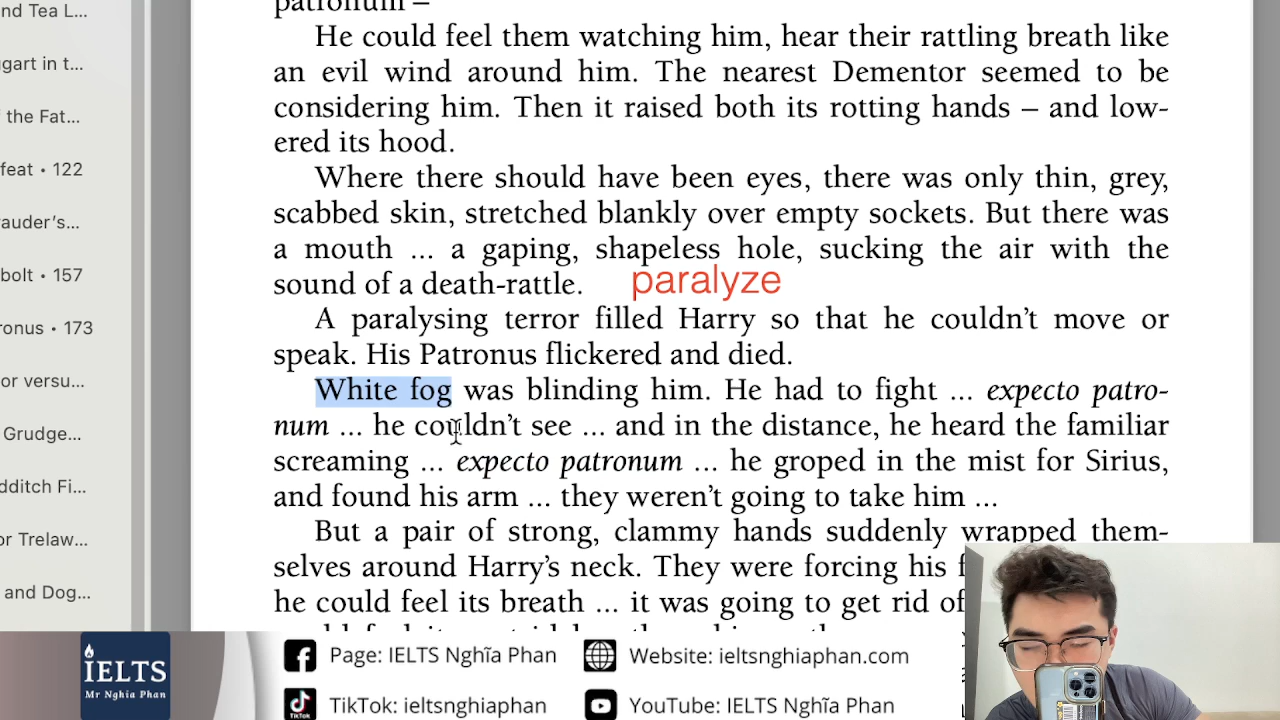 nd Tea L...
gart in t...
f the Fat...
feat • 122
rauder's...
bolt • 157
ronus • 173
or versu...
Grudge...
dditch Fi...
or Trelaw...
and Dog...
patronum –
He could feel them watching him, hear their rattling breath like
an evil wind around him. The nearest Dementor seemed to be
considering him. Then it raised both its rotting hands – and low-
ered its hood.
Where there should have been eyes, there was only thin, grey,
scabbed skin, stretched blankly over empty sockets. But there was
a mouth ... a gaping, shapeless hole, sucking the air with the
sound of a death-rattle.
paralyze
A paralysing terror filled Harry so that he couldn't move or
speak. His Patronus flickered and died.
White fog was blinding him. He had to fight ... expecto patro-
num ... he couldn't see ... and in the distance, he heard the familiar
screaming ... expecto patronum ... he groped in the mist for Sirius,
and found his arm ... they weren't going to take him ...
But a pair of strong, clammy hands suddenly wrapped them-
selves around Harry's neck. They were forcing his
he could feel its breath ... it was going to get rid of
IELTS
Mr Nghia Phan
Page: IELTS Nghĩa Phan
Website: ieltsnghiaphan.com
TikTok
TikTok: ieltsnghiaphan
YouTube: IELTS Nghĩa Phan